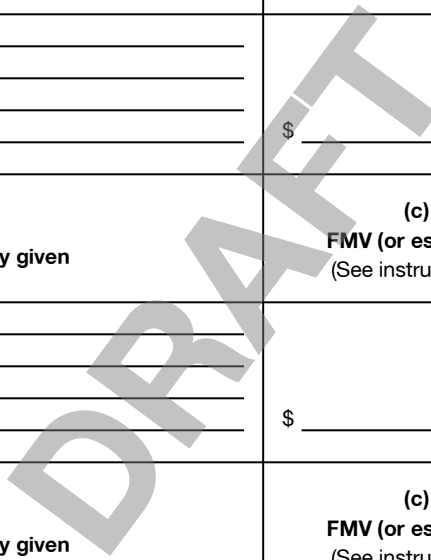 $
(c)
FMV (or es
y given
(See instru
$
(c)
FMV (or es
y given
(See instru
DRAFT